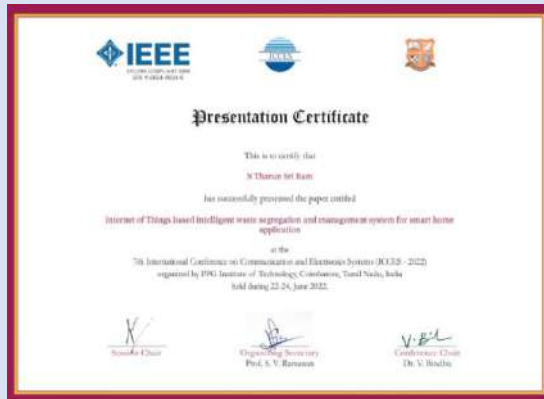 IEEE
ICCES
Presentation Certificate
This is to certify that
N Tharun Sri Ram
has successfully presented the paper entitled
Internet of Things based intelligent waste segregation and management system for smart home
application
at the
7th International Conference on Communication and Electronics Systems (ICCES - 2022)
organized by PPG Institute of Technology, Coimbatore, Tamil Nadu, India
held during 22-24, June 2022.
Session Chair
Organizing Secretary
Prof. S. V. Ramanan
Conference Chair
Dr. V. Bindhu